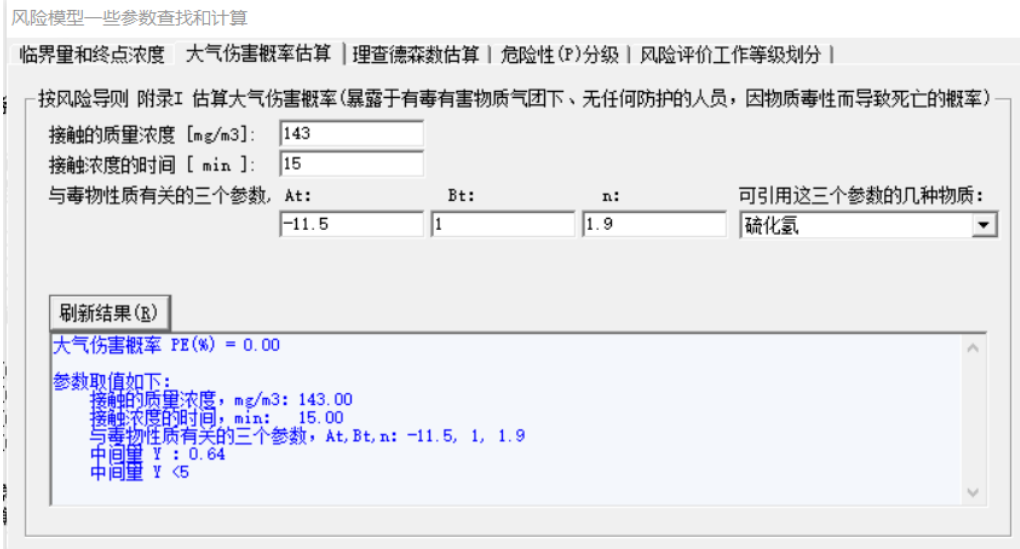 风险模型一些参数查找和计算
临界量和终点浓度 大气伤害概率估算 | 理查德森数估算 | 危险性(P)分级 | 风险评价工作等级划分 |
按风险导则 附录I 估算大气伤害概率(暴露于有毒有害物质气团下、无任何防护的人员，因物质毒性而导致死亡的概率)
接触的质量浓度 [mg/m3]: 143
接触浓度的时间 [ min ]: 15
与毒物性质有关的三个参数, At: Bt: n: 可引用这三个参数的几种物质:
-11.5 1 1.9 硫化氢
刷新结果(R)
大气伤害概率 PE(%) = 0.00
参数取值如下:
接触的质量浓度，mg/m3: 143.00
接触浓度的时间，min: 15.00
与毒物性质有关的三个参数，At,Bt,n: -11.5, 1, 1.9
中间量 Y : 0.64
中间量 Y <5